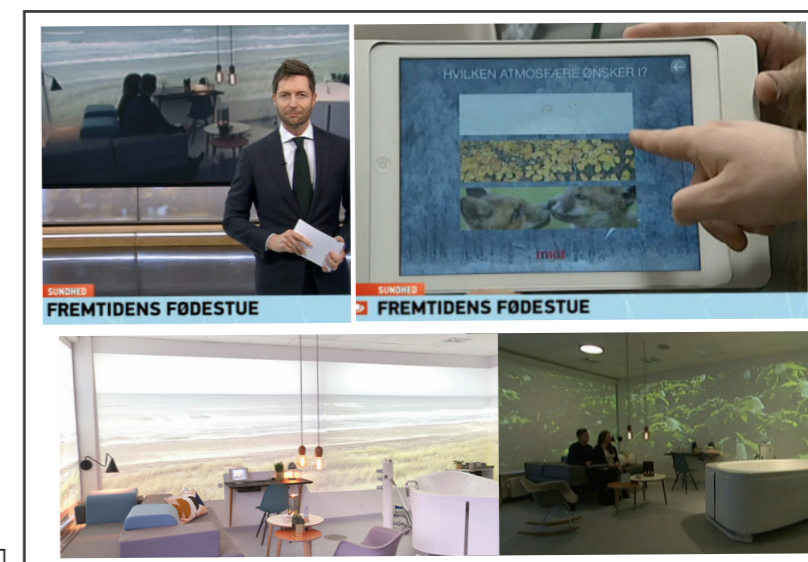 SUNDHED
FREMTIDENS FØDESTUE
HVILKEN ATMOSFÆRE ØNSKER I?
SUNDHED
FREMTIDENS FØDESTUE